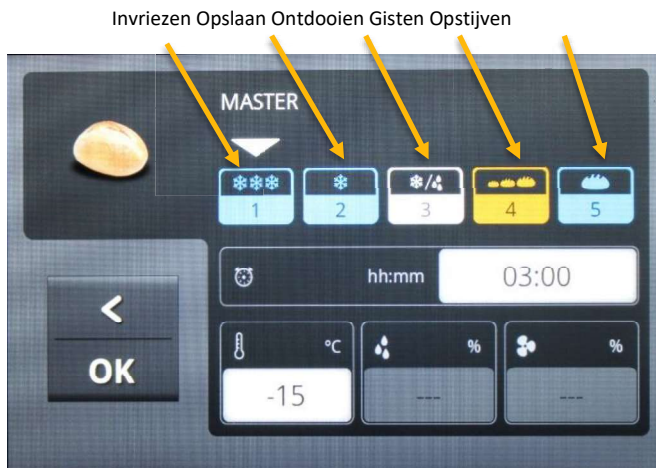 Invriezen Opslaan Ontdooien Gisten Opstijven
MASTER
1 2 3 4 5
hh:mm 03:00
< °C % %
OK -15 --- ---